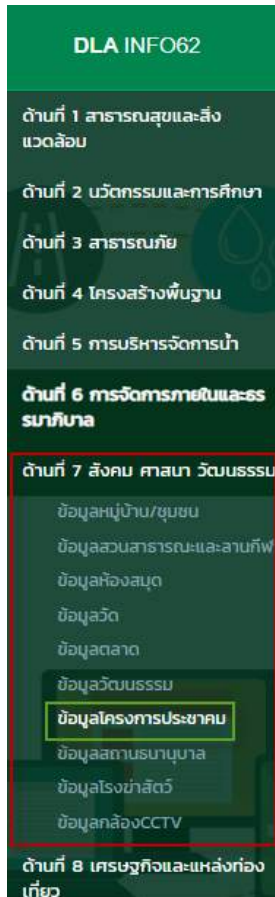 DLA INFO62
ด้านที่ 1 สาธารณสุขและสิ่ง
แวดล้อม
ด้านที่ 2 นวัตกรรมและการศึกษา
ด้านที่ 3 สาธารณภัย
ด้านที่ 4 โครงสร้างพื้นฐาน
ด้านที่ 5 การบริหารจัดการน้ำ
ด้านที่ 6 การจัดการภายในและธร
รมาภิบาล
ด้านที่ 7 สังคม ศาสนา วัฒนธรรม
ข้อมูลหมู่บ้าน/ชุมชน
ข้อมูลสวนสาธารณะและลานกีฬ
ข้อมูลห้องสมุด
ข้อมูลวัด
ข้อมูลตลาด
ข้อมูลวัฒนธรรม
ข้อมูลโครงการประชาคม
ข้อมูลสถานธนานุบาล
ข้อมูลโรงฆ่าสัตว์
ข้อมูลกล้องCCTV
ด้านที่ 8 เศรษฐกิจและแหล่งท่อง
เที่ยว